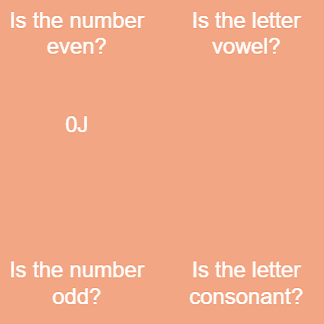 Is the number
even?
Is the letter
vowel?
0J
Is the number
odd?
Is the letter
consonant?